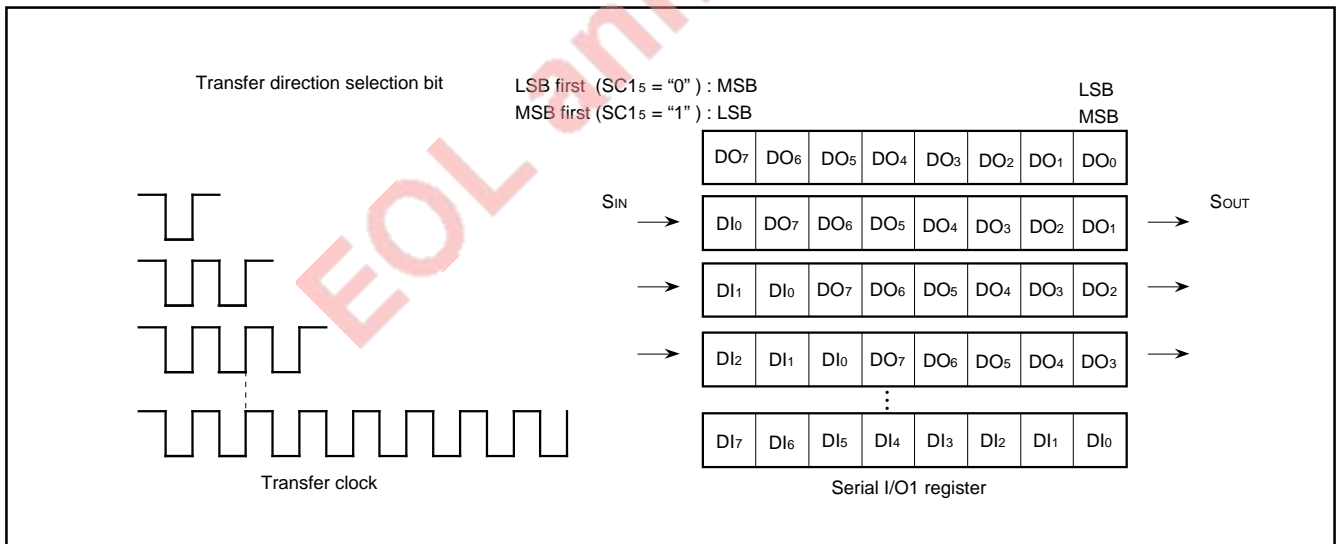 EOL ann
Transfer direction selection bit
LSB first (SC15 = “0” ) : MSB LSB
MSB first (SC15 = “1” ) : LSB MSB
DO7 DO6 DO5 DO4 DO3 DO2 DO1 DO0
SIN DI0 DO7 DO6 DO5 DO4 DO3 DO2 DO1 SOUT
DI1 DI0 DO7 DO6 DO5 DO4 DO3 DO2
DI2 DI1 DI0 DO7 DO6 DO5 DO4 DO3
DI7 DI6 DI5 DI4 DI3 DI2 DI1 DI0
Transfer clock
Serial I/O1 register